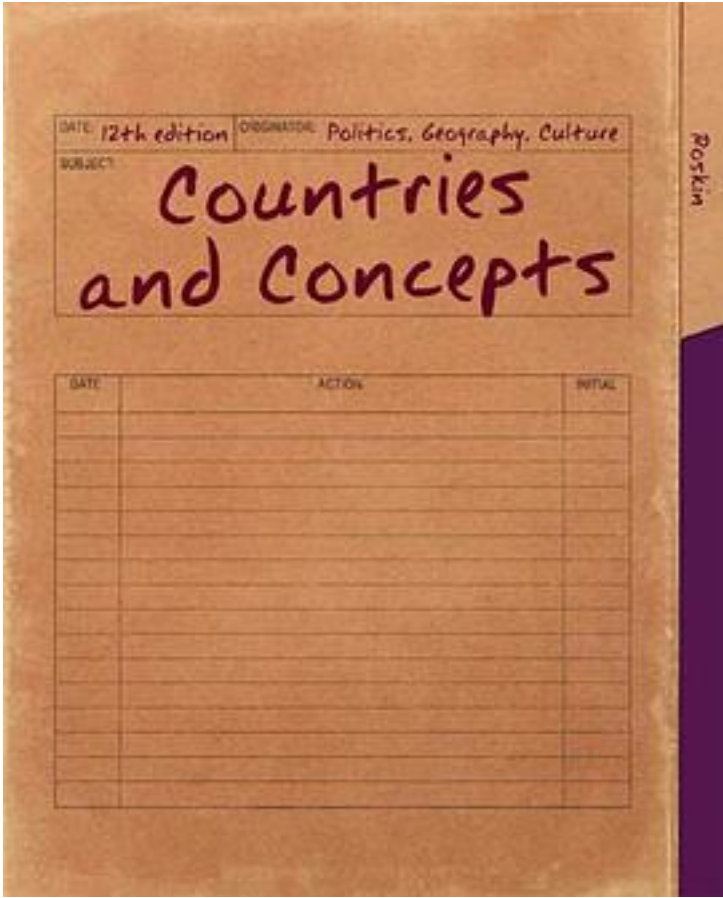 DATE: 12th edition ORIGINATOR: Politics, Geography, Culture
SUBJECT:
Countries
and Concepts
DATE ACTION INITIAL
Roskin